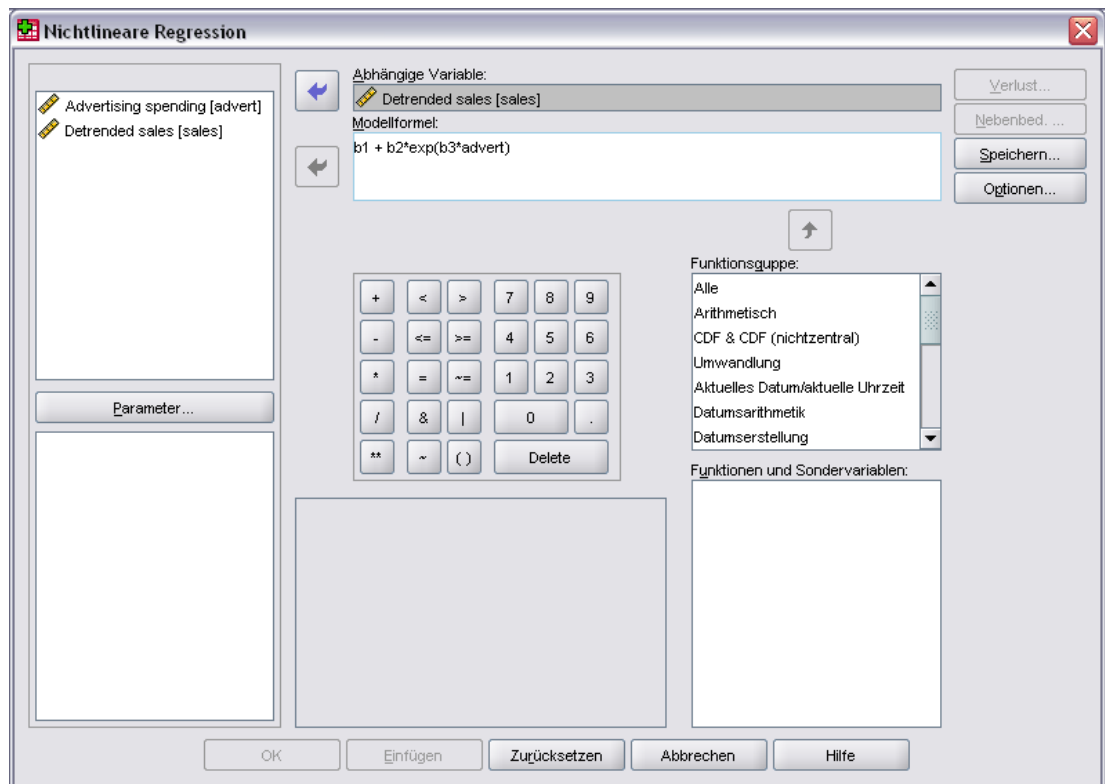 Nichtlineare Regression
Advertising spending [advert]
Detrended sales [sales]
Parameter...
Abhängige Variable:
Detrended sales [sales]
Modellformel:
b1 + b2*exp(b3*advert)
Verlust...
Nebenbed. ...
Speichern...
Optionen...
+ < > 7 8 9
- <= >= 4 5 6
* = ~= 1 2 3
/ & | 0 .
** ~ ( ) Delete
Funktionsgruppe:
Alle
Arithmetisch
CDF & CDF (nichtzentral)
Umwandlung
Aktuelles Datum/aktuelle Uhrzeit
Datumsarithmetik
Datumserstellung
Funktionen und Sondervariablen:
OK Einfügen Zurücksetzen Abbrechen Hilfe